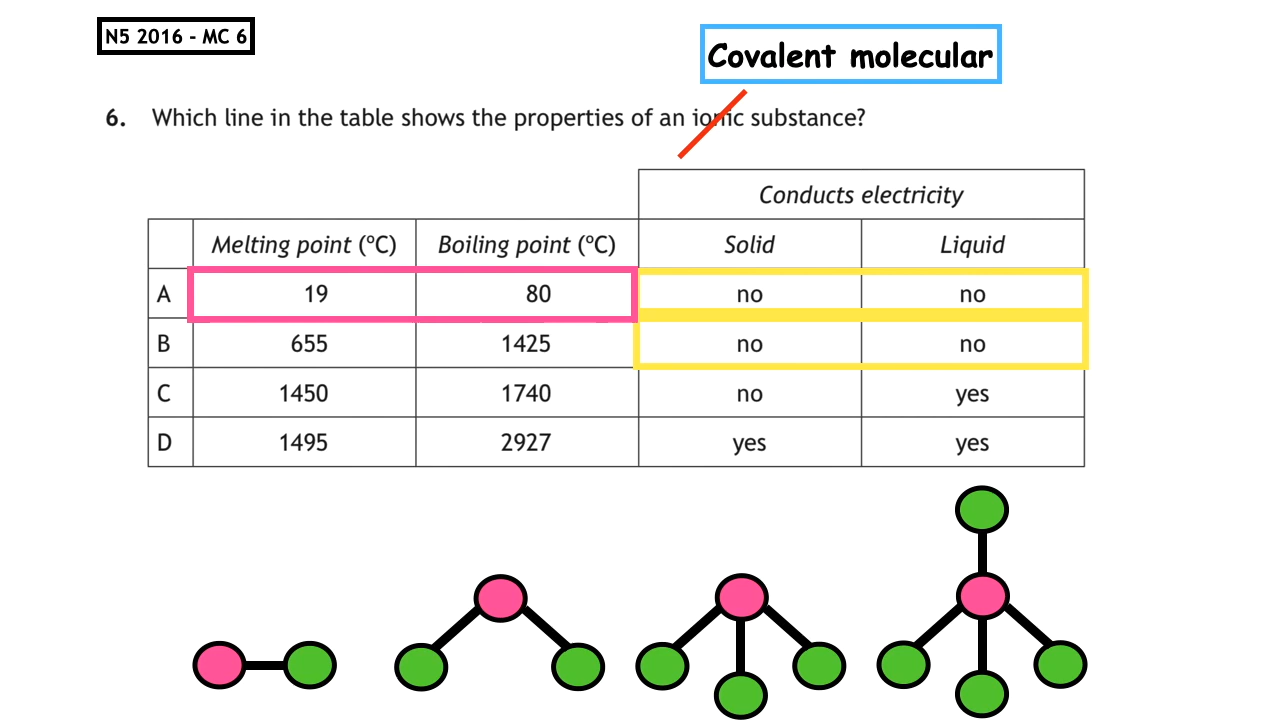 N5 2016 - MC 6
Covalent molecular
6. Which line in the table shows the properties of an ionic substance?
Conducts electricity
Melting point (ºC) Boiling point (ºC) Solid Liquid
A 19 80 no no
B 655 1425 no no
C 1450 1740 no yes
D 1495 2927 yes yes